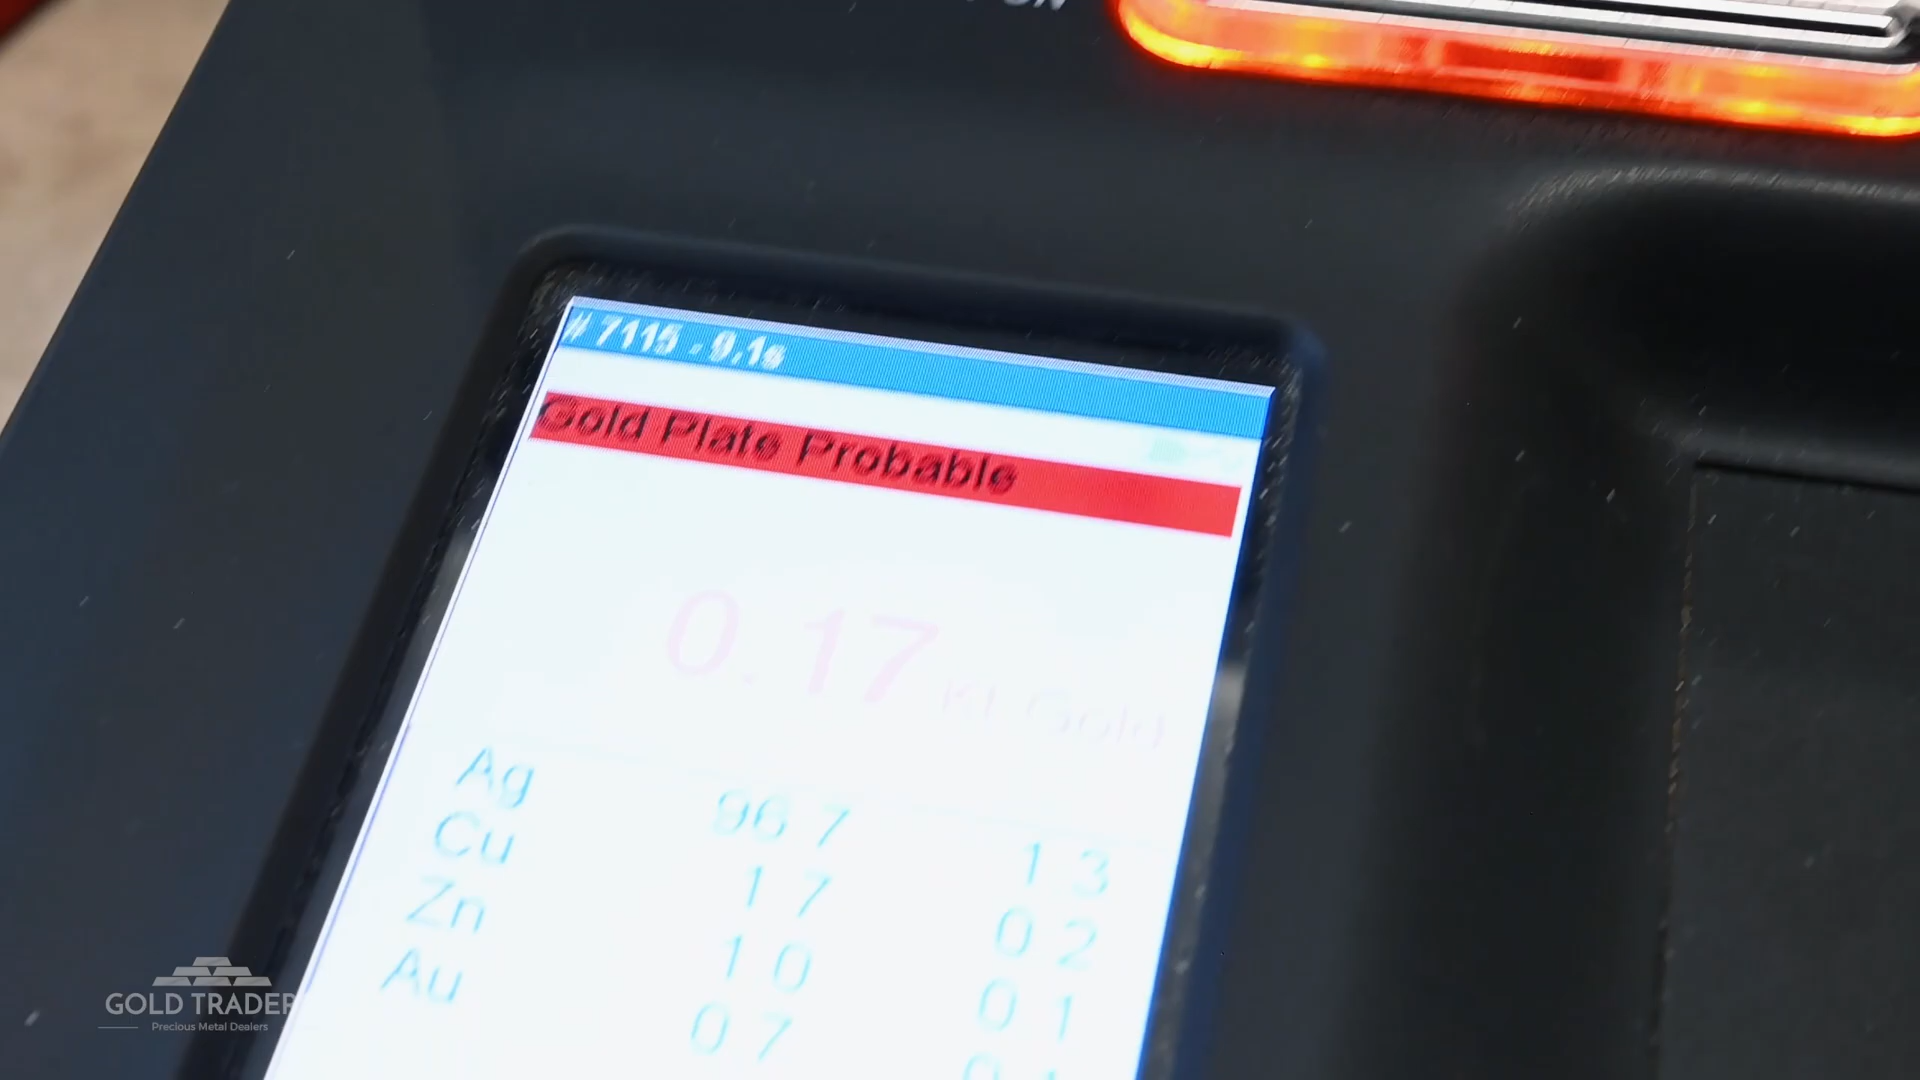 # 7115 - 9.1s
Gold Plate Probable
0.17 Kt Gold
Ag 96.7 1.3
Cu 1.7 0.2
Zn 1.0 0.1
Au 0.7
GOLD TRADER
Precious Metal Dealers